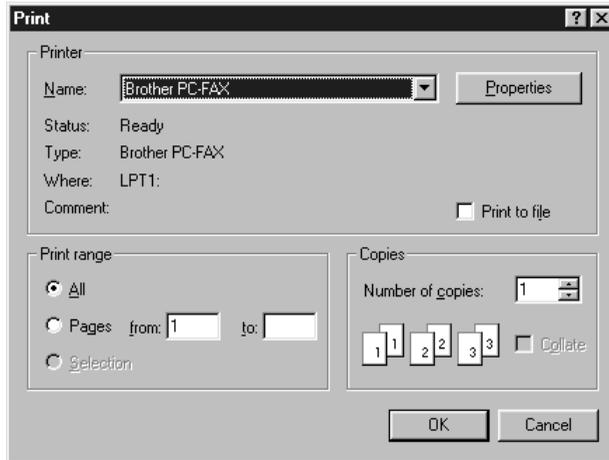 Print
Printer
Name: Brother PC-FAX Properties
Status: Ready
Type: Brother PC-FAX
Where: LPT1:
Comment: Print to file
Print range
All
Pages from: 1 to:
Selection
Copies
Number of copies: 1
1 1 2 2 3 3 Collate
OK Cancel